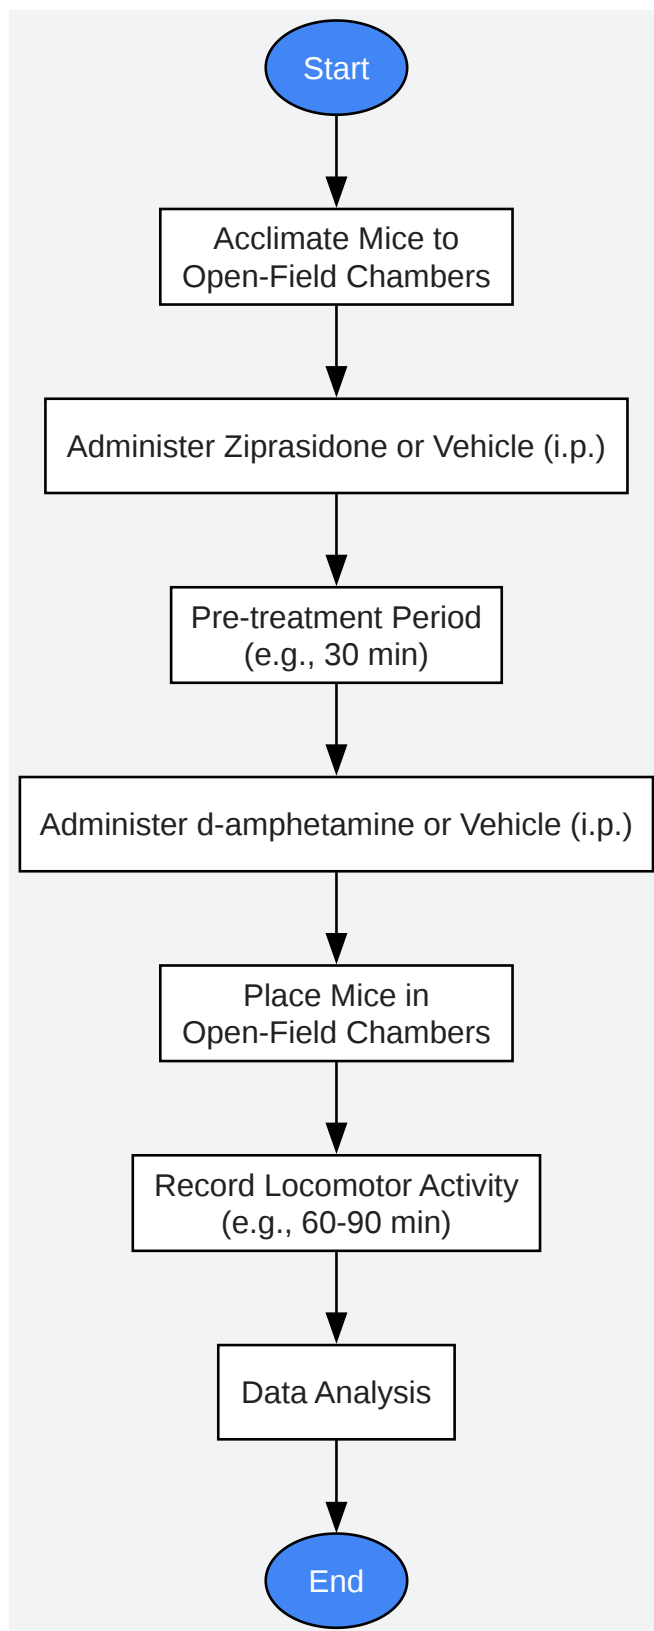 Start
Acclimate Mice to
Open-Field Chambers
Administer Ziprasidone or Vehicle (i.p.)
Pre-treatment Period
(e.g., 30 min)
Administer d-amphetamine or Vehicle (i.p.)
Place Mice in
Open-Field Chambers
Record Locomotor Activity
(e.g., 60-90 min)
Data Analysis
End